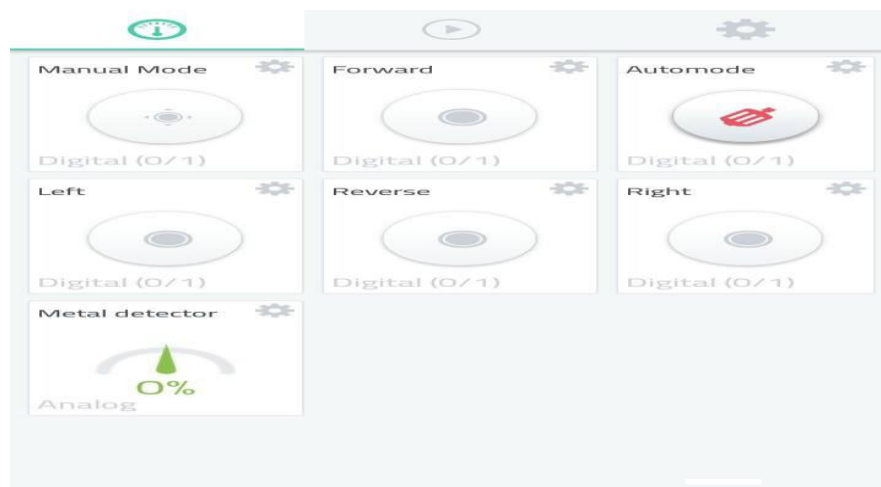 Manual Mode
Digital (0/1)
Forward
Digital (0/1)
Automode
Digital (0/1)
Left
Digital (0/1)
Reverse
Digital (0/1)
Right
Digital (0/1)
Metal detector
0%
Analog